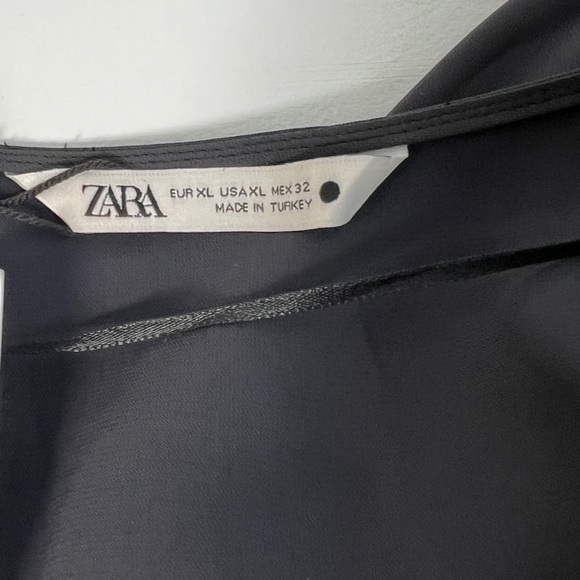 ZARA
EUR XL USA XL MEX 32
MADE IN TURKEY